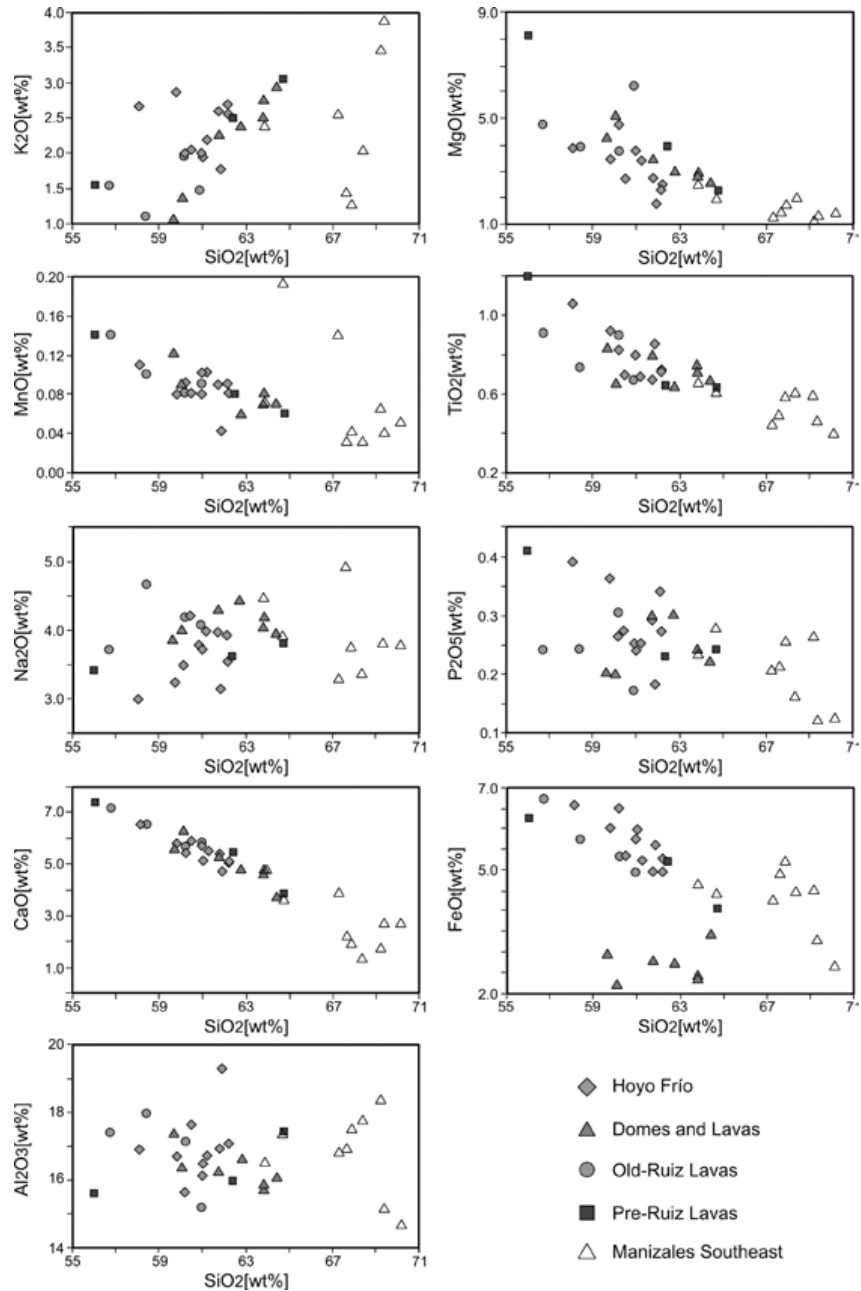 K2O[wt%]
4.0
3.5
3.0
2.5
2.0
1.5
1.0
55 59 63 67 71
SiO2[wt%]
MgO[wt%]
9.0
5.0
1.0
55 59 63 67 71
SiO2[wt%]
MnO[wt%]
0.20
0.16
0.12
0.08
0.04
0.00
55 59 63 67 71
SiO2[wt%]
TiO2[wt%]
1.0
0.6
0.2
55 59 63 67 71
SiO2[wt%]
Na2O[wt%]
5.0
4.0
3.0
55 59 63 67 71
SiO2[wt%]
P2O5[wt%]
0.4
0.3
0.2
0.1
55 59 63 67 71
SiO2[wt%]
CaO[wt%]
7.0
5.0
3.0
1.0
55 59 63 67 71
SiO2[wt%]
FeOt[wt%]
7.0
5.0
2.0
55 59 63 67 71
SiO2[wt%]
Al2O3[wt%]
20
18
16
14
55 59 63 67 71
SiO2[wt%]
Hoyo Frío
Domes and Lavas
Old-Ruiz Lavas
Pre-Ruiz Lavas
Manizales Southeast